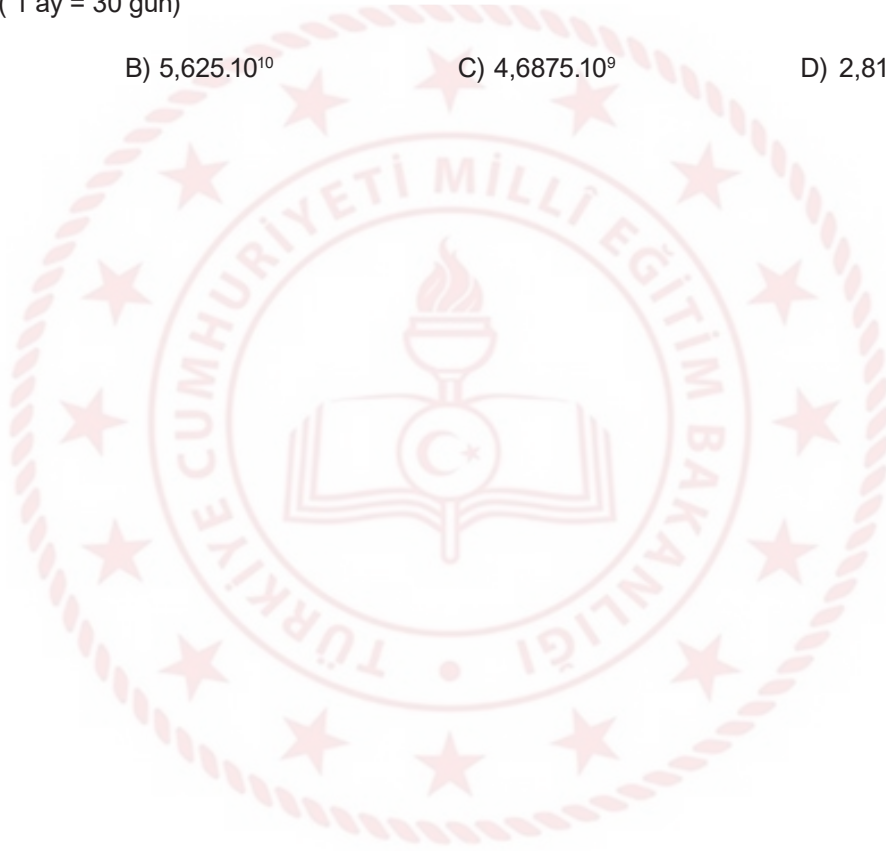 ( 1 ay = 30 gün)
B) 5,625.10¹⁰ C) 4,6875.10⁹ D) 2,81
TÜRKİYE CUMHURİYETİ MİLLÎ EĞİTİM BAKANLIĞI